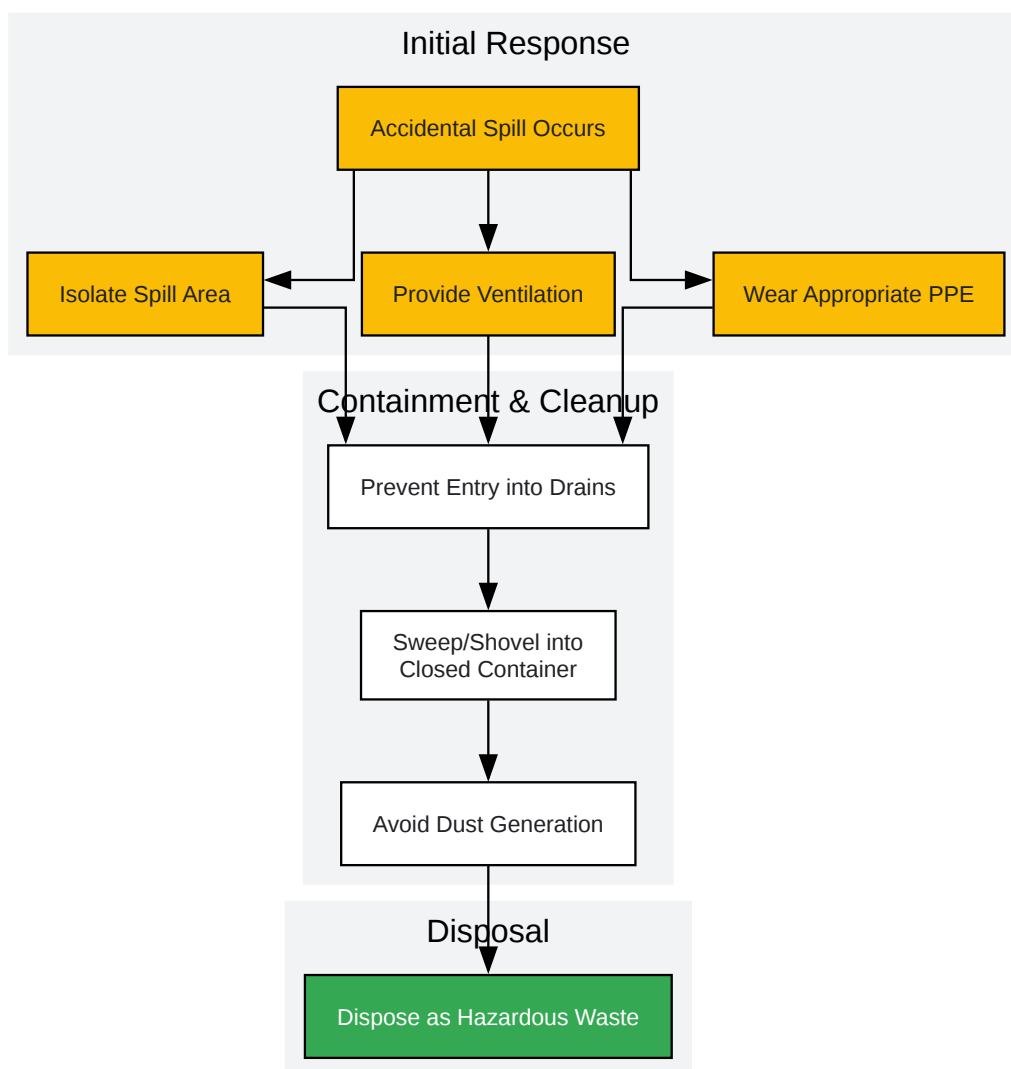 Initial Response
Accidental Spill Occurs
Isolate Spill Area
Provide Ventilation
Wear Appropriate PPE
Containment & Cleanup
Prevent Entry into Drains
Sweep/Shovel into
Closed Container
Avoid Dust Generation
Disposal
Dispose as Hazardous Waste